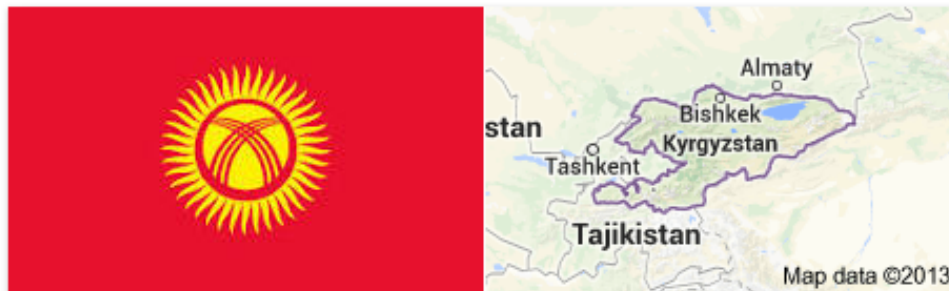 Almaty
Bishkek
stan
Kyrgyzstan
Tashkent
Tajikistan
Map data ©2013